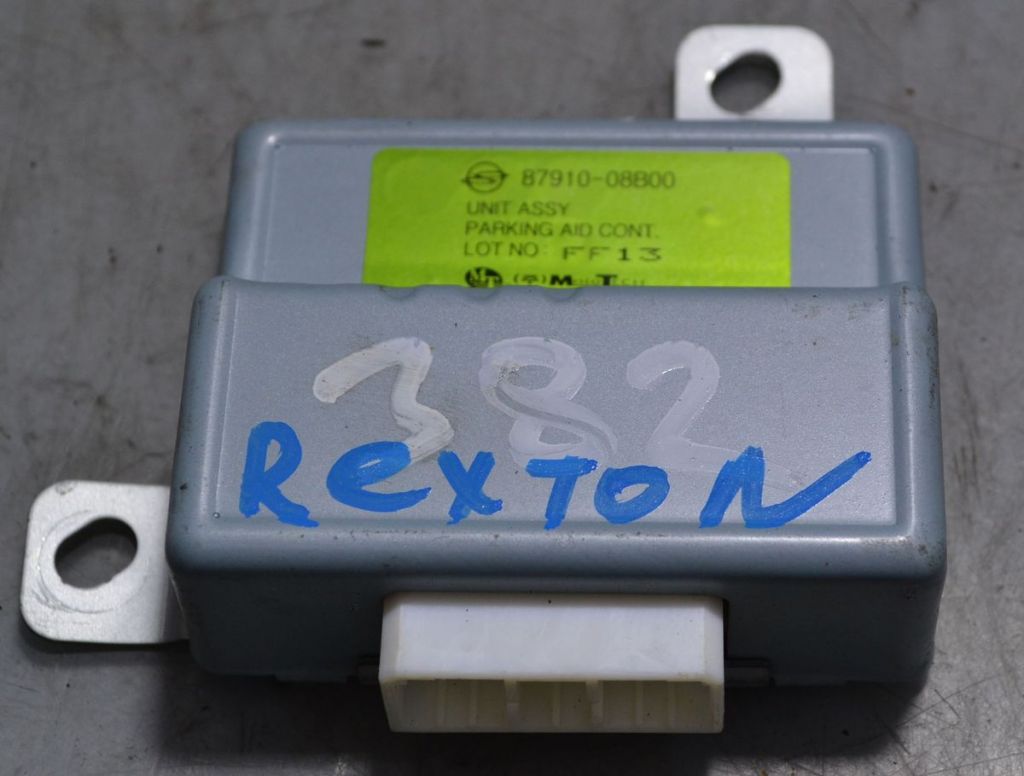 87910-08B00
UNIT ASSY
PARKING AID CONT.
LOT NO : FF13
382
REXTON